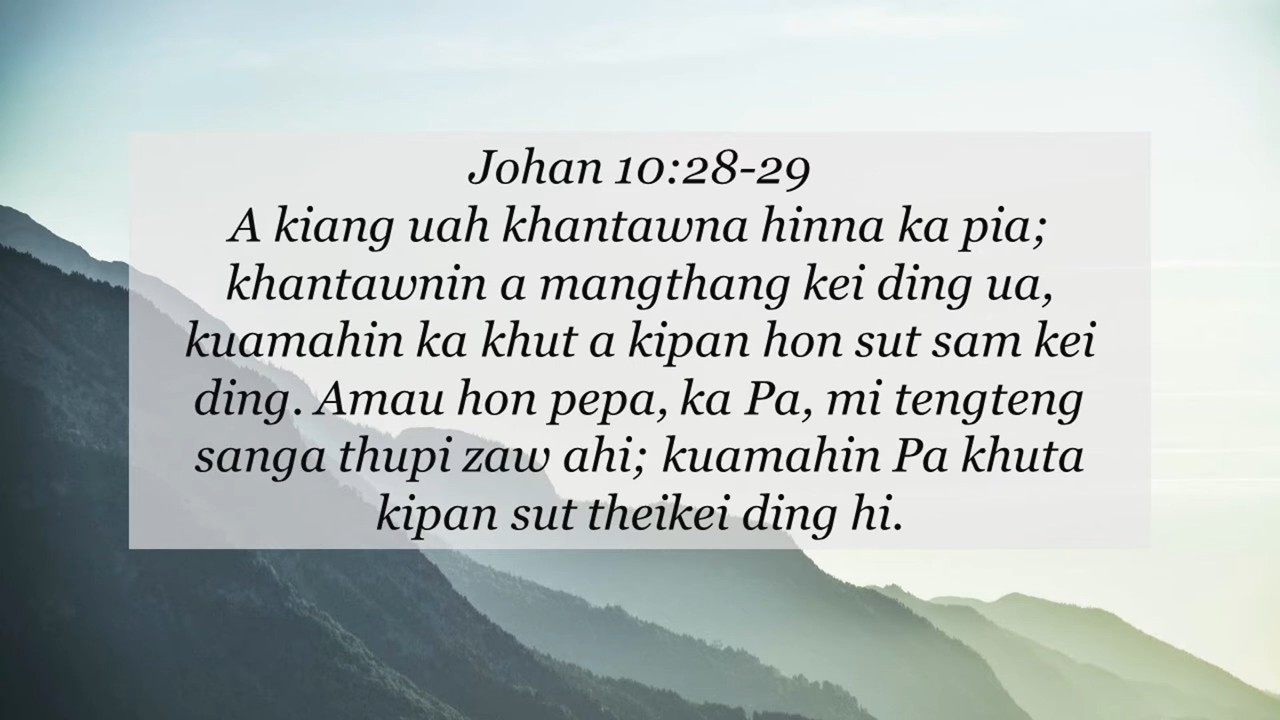 Johan 10:28-29
A kiang uah khantawna hinna ka pia;
khantawnin a mangthang kei ding ua,
kuamahin ka khut a kipan hon sut sam kei
ding. Amau hon pepa, ka Pa, mi tengteng
sanga thupi zaw ahi; kuamahin Pa khuta
kipan sut theikei ding hi.